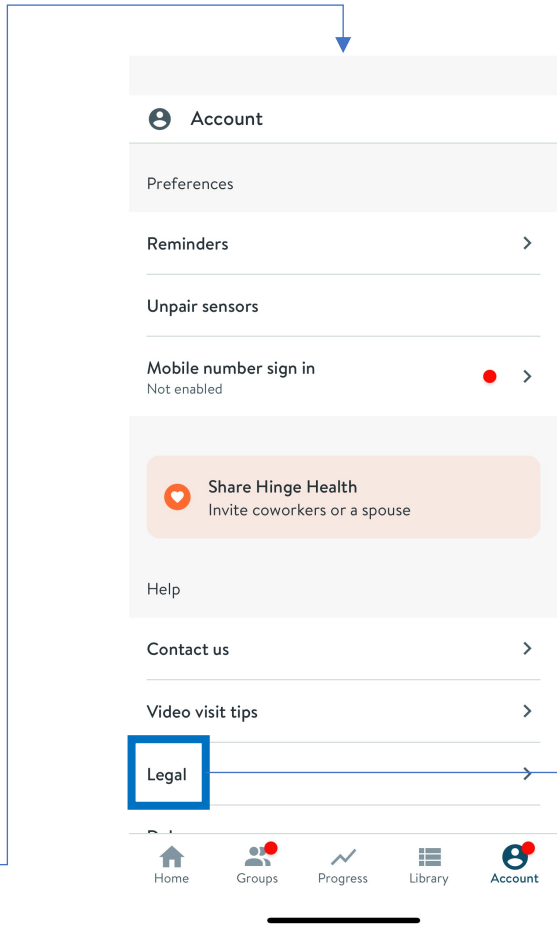 Account
Preferences
Reminders
Unpair sensors
Mobile number sign in
Not enabled
Share Hinge Health
Invite coworkers or a spouse
Help
Contact us
Video visit tips
Legal
Home
Groups
Progress
Library
Account